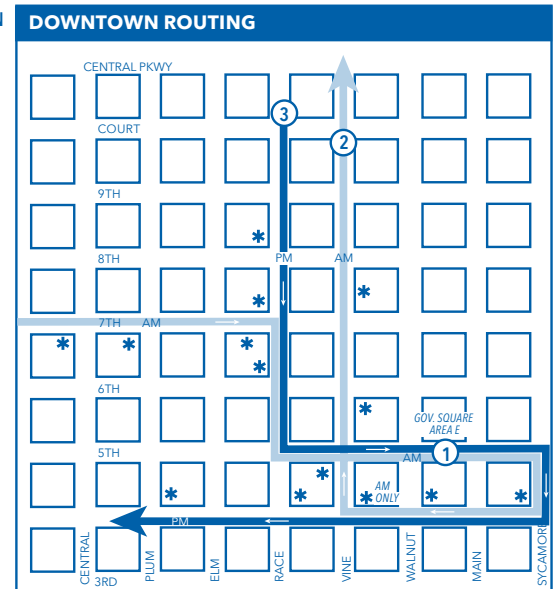 N
DOWNTOWN ROUTING
CENTRAL PKWY
3
COURT
2
9TH
*
8TH
PM
AM
*
*
7TH
AM
*
*
*
*
6TH
*
GOV. SQUARE
AREA E
5TH
AM
1
*
*
*
*
AM
ONLY
*
*
PM
CENTRAL
3RD
PLUM
ELM
RACE
VINE
WALNUT
MAIN
SYCAMORE